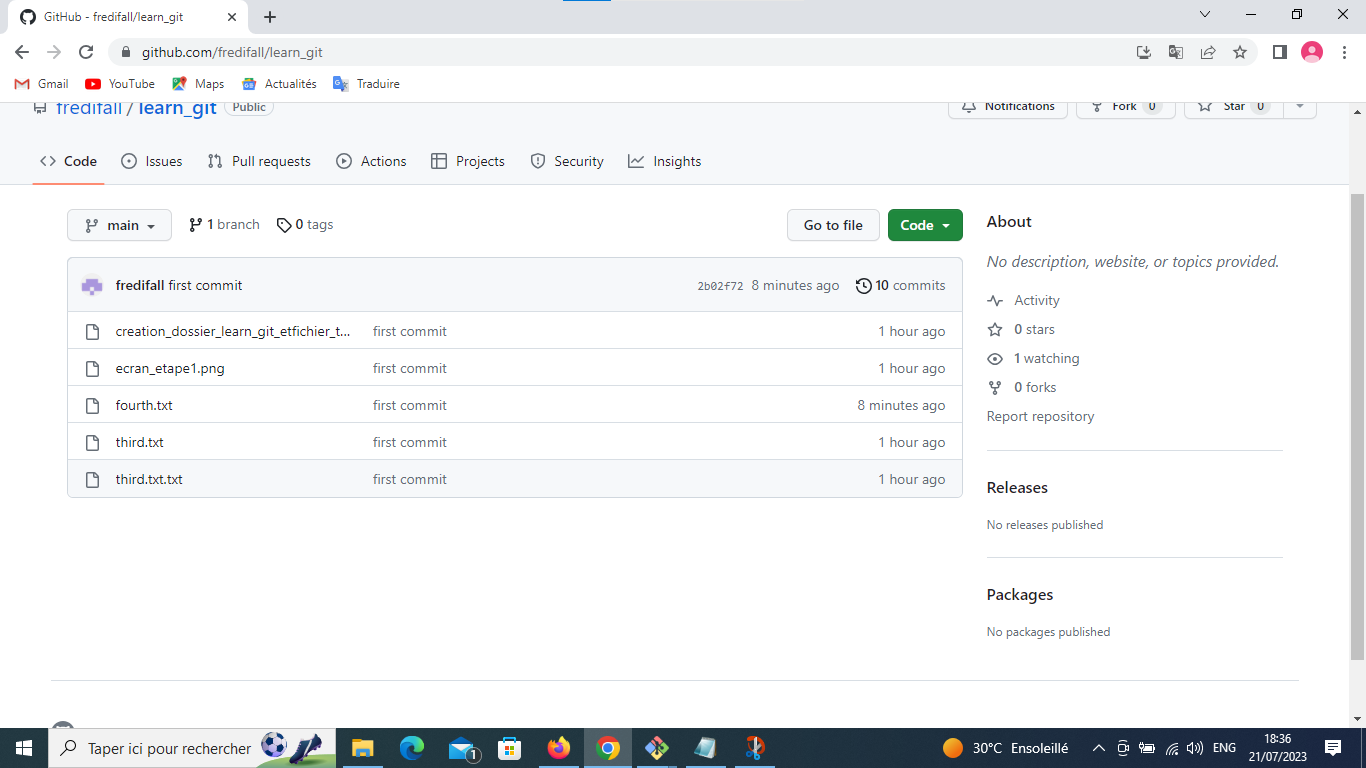 GitHub - fredifall/learn_git
github.com/fredifall/learn_git
Gmail YouTube Maps Actualités Traduire
fredifall / learn_git Public Notifications Fork 0 Star 0
Code Issues Pull requests Actions Projects Security Insights
main 1 branch 0 tags Go to file Code
fredifall first commit 2b02f72 8 minutes ago 10 commits
creation_dossier_learn_git_etfichier_t... first commit 1 hour ago
ecran_etape1.png first commit 1 hour ago
fourth.txt first commit 8 minutes ago
third.txt first commit 1 hour ago
third.txt.txt first commit 1 hour ago
About
No description, website, or topics provided.
Activity
0 stars
1 watching
0 forks
Report repository
Releases
No releases published
Packages
No packages published
Taper ici pour rechercher 1 30°C Ensoleillé ENG 18:36
21/07/2023